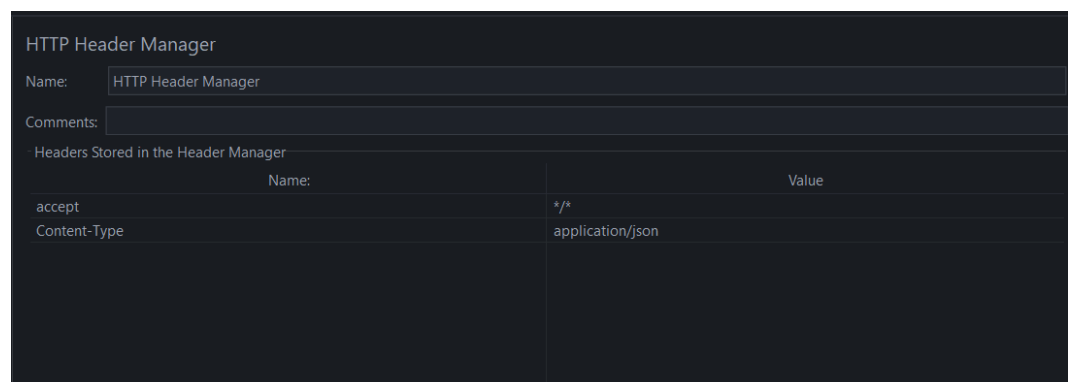 HTTP Header Manager
Name: HTTP Header Manager
Comments:
Headers Stored in the Header Manager
Name: Value
accept */*
Content-Type application/json